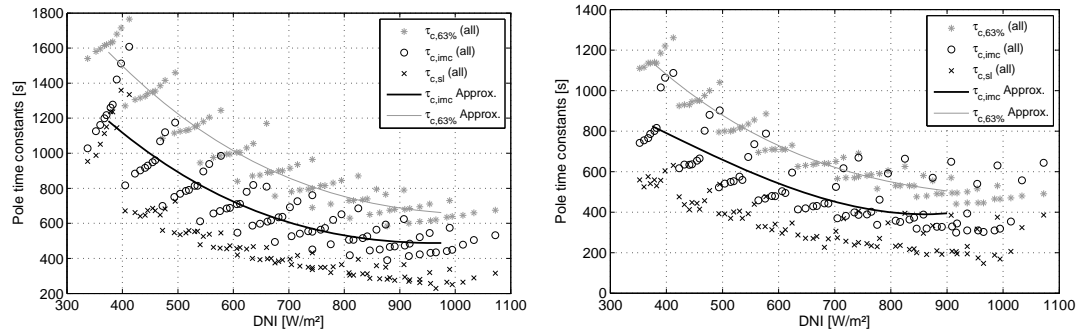 1800
1600
1400
1200
1000
800
600
400
200
300 400 500 600 700 800 900 1000 1100
Pole time constants [s]
DNI [W/m²]
τc,63% (all)
τc,imc (all)
τc,sl (all)
τc,imc Approx.
τc,63% Approx.
1400
1200
1000
800
600
400
200
0
300 400 500 600 700 800 900 1000 1100
Pole time constants [s]
DNI [W/m²]
τc,63% (all)
τc,imc (all)
τc,sl (all)
τc,imc Approx.
τc,63% Approx.